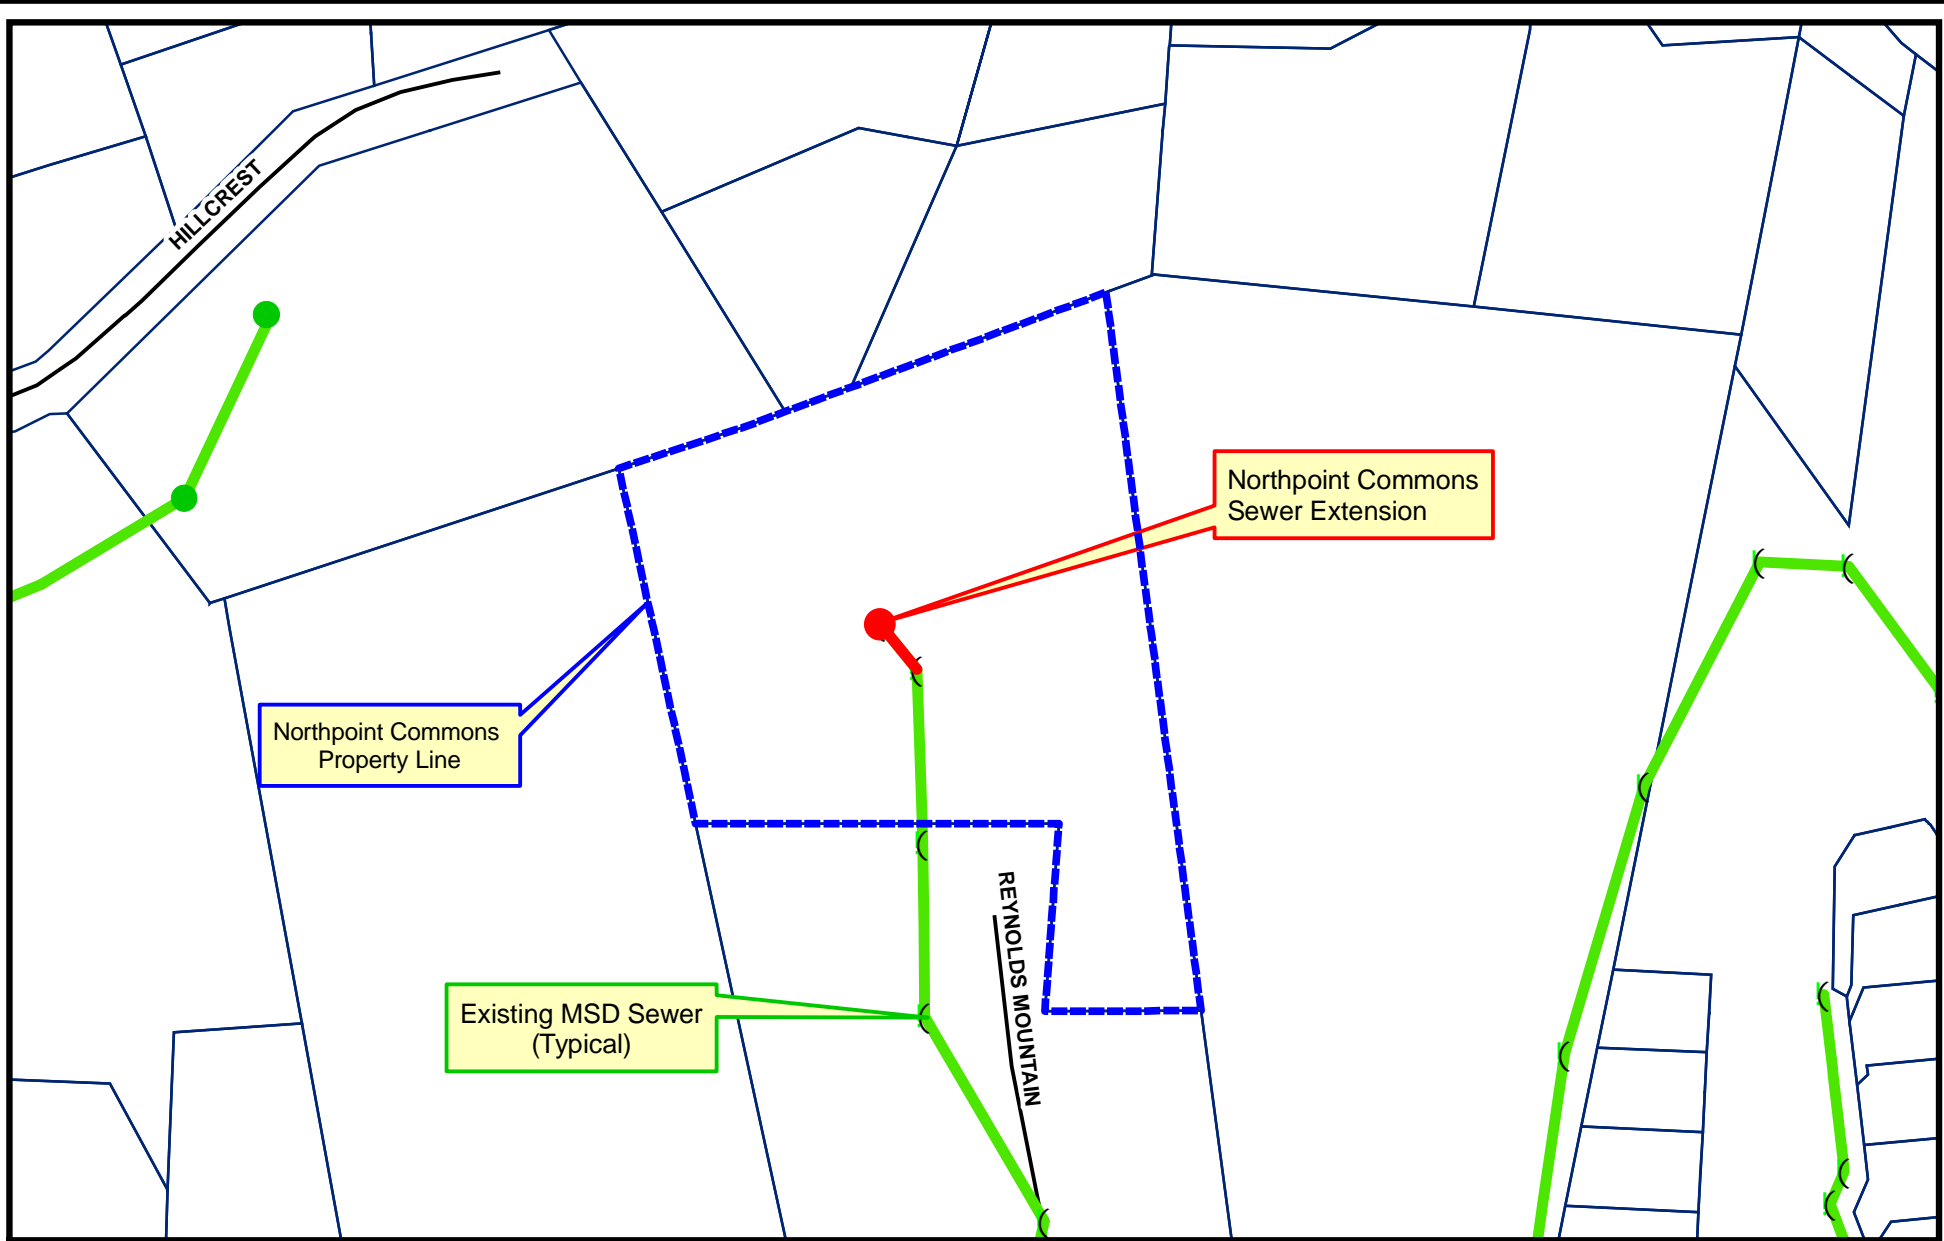 HILLCREST
Northpoint Commons
Sewer Extension
Northpoint Commons
Property Line
REYNOLDS MOUNTAIN
Existing MSD Sewer
(Typical)